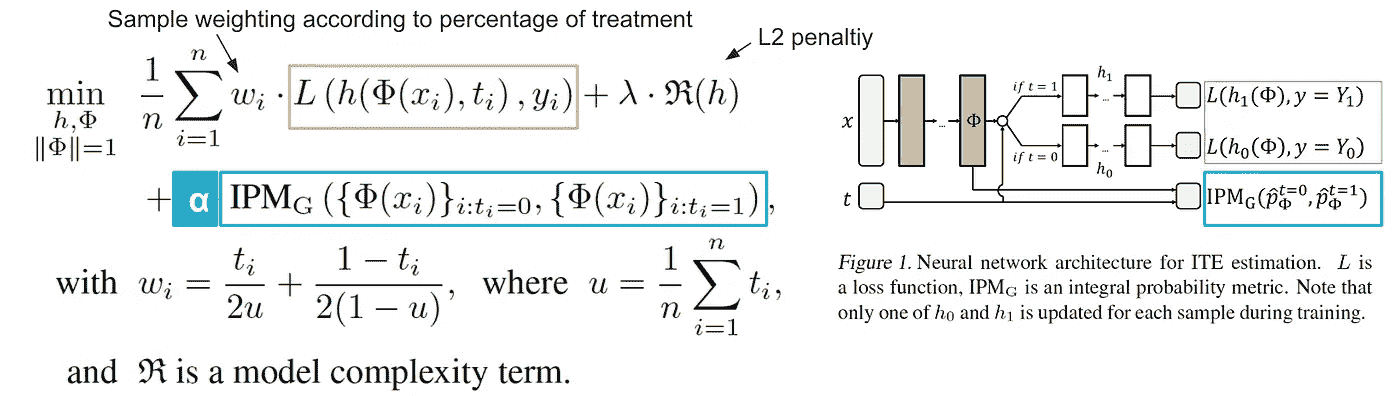 Sample weighting according to percentage of treatment
L2 penaltiy
min
h,Φ
‖Φ‖=1
1/n ∑_{i=1}^{n} w_i · L (h(Φ(x_i), t_i) , y_i) + λ · ℜ(h)
+ α IPM_G ({Φ(x_i)}_{i:t_i=0}, {Φ(x_i)}_{i:t_i=1}) ,
with w_i = t_i/2u + (1 − t_i)/2(1 − u), where u = 1/n ∑_{i=1}^{n} t_i,
and ℜ is a model complexity term.
x
...
Φ
if t = 1
h_1
...
L(h_1(Φ), y = Y_1)
if t = 0
h_0
...
L(h_0(Φ), y = Y_0)
t
IPM_G(p̂_Φ^{t=0}, p̂_Φ^{t=1})
Figure 1. Neural network architecture for ITE estimation. L is
a loss function, IPM_G is an integral probability metric. Note that
only one of h_0 and h_1 is updated for each sample during training.